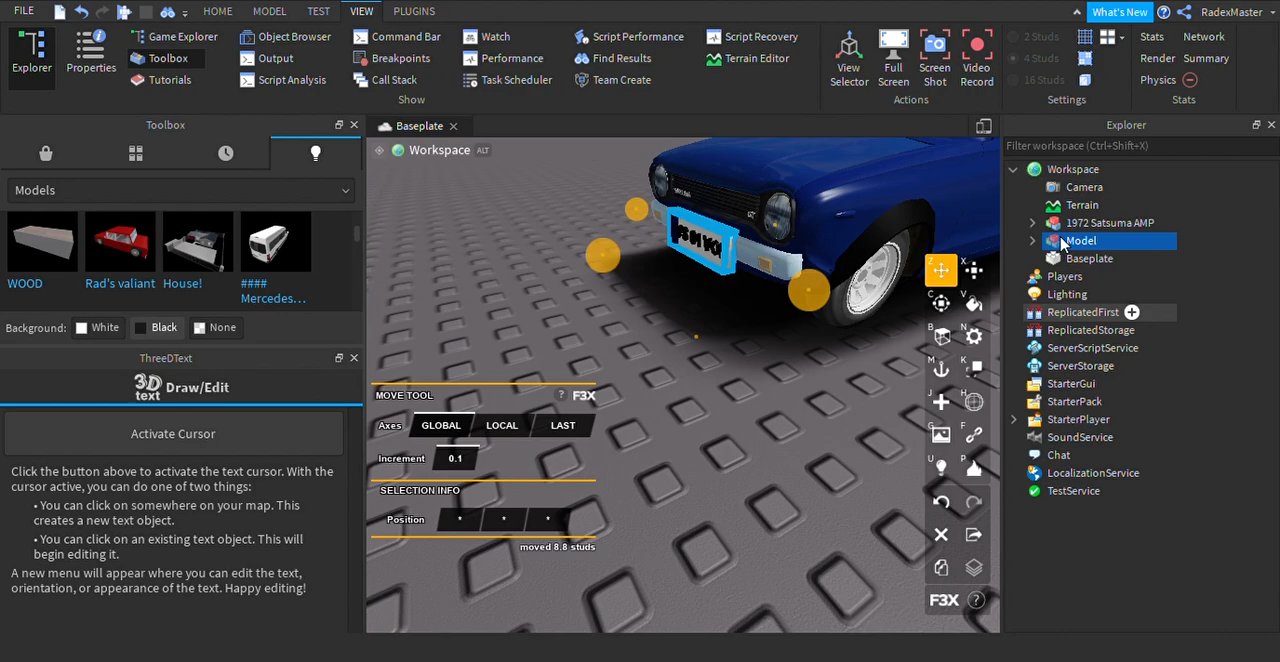 FILE
HOME
MODEL
TEST
VIEW
PLUGINS
What's New
RadexMaster
Explorer
Properties
Game Explorer
Toolbox
Tutorials
Object Browser
Output
Script Analysis
Command Bar
Breakpoints
Call Stack
Watch
Performance
Task Scheduler
Script Performance
Find Results
Team Create
Script Recovery
Terrain Editor
Show
View
Selector
Full
Screen
Screen
Shot
Video
Record
Actions
2 Studs
4 Studs
16 Studs
Settings
Stats
Network
Render
Summary
Physics
Stats
Toolbox
Models
WOOD
Rad's valiant
House!
####
Mercedes...
Background:
White
Black
None
ThreeDText
3D
text
Draw/Edit
Activate Cursor
Click the button above to activate the text cursor. With the
cursor active, you can do one of two things:
• You can click on somewhere on your map. This
creates a new text object.
• You can click on an existing text object. This will
begin editing it.
A new menu will appear where you can edit the text,
orientation, or appearance of the text. Happy editing!
Baseplate
Workspace
ALT
MOVE TOOL
? F3X
Axes
GLOBAL
LOCAL
LAST
Increment
0.1
SELECTION INFO
Position
*
*
*
moved 8.8 studs
Z
X
C
V
B
N
M
K
J
H
G
F
U
P
F3X
?
Explorer
Filter workspace (Ctrl+Shift+X)
Workspace
Camera
Terrain
1972 Satsuma AMP
Model
Baseplate
Players
Lighting
ReplicatedFirst
ReplicatedStorage
ServerScriptService
ServerStorage
StarterGui
StarterPack
StarterPlayer
SoundService
Chat
LocalizationService
TestService